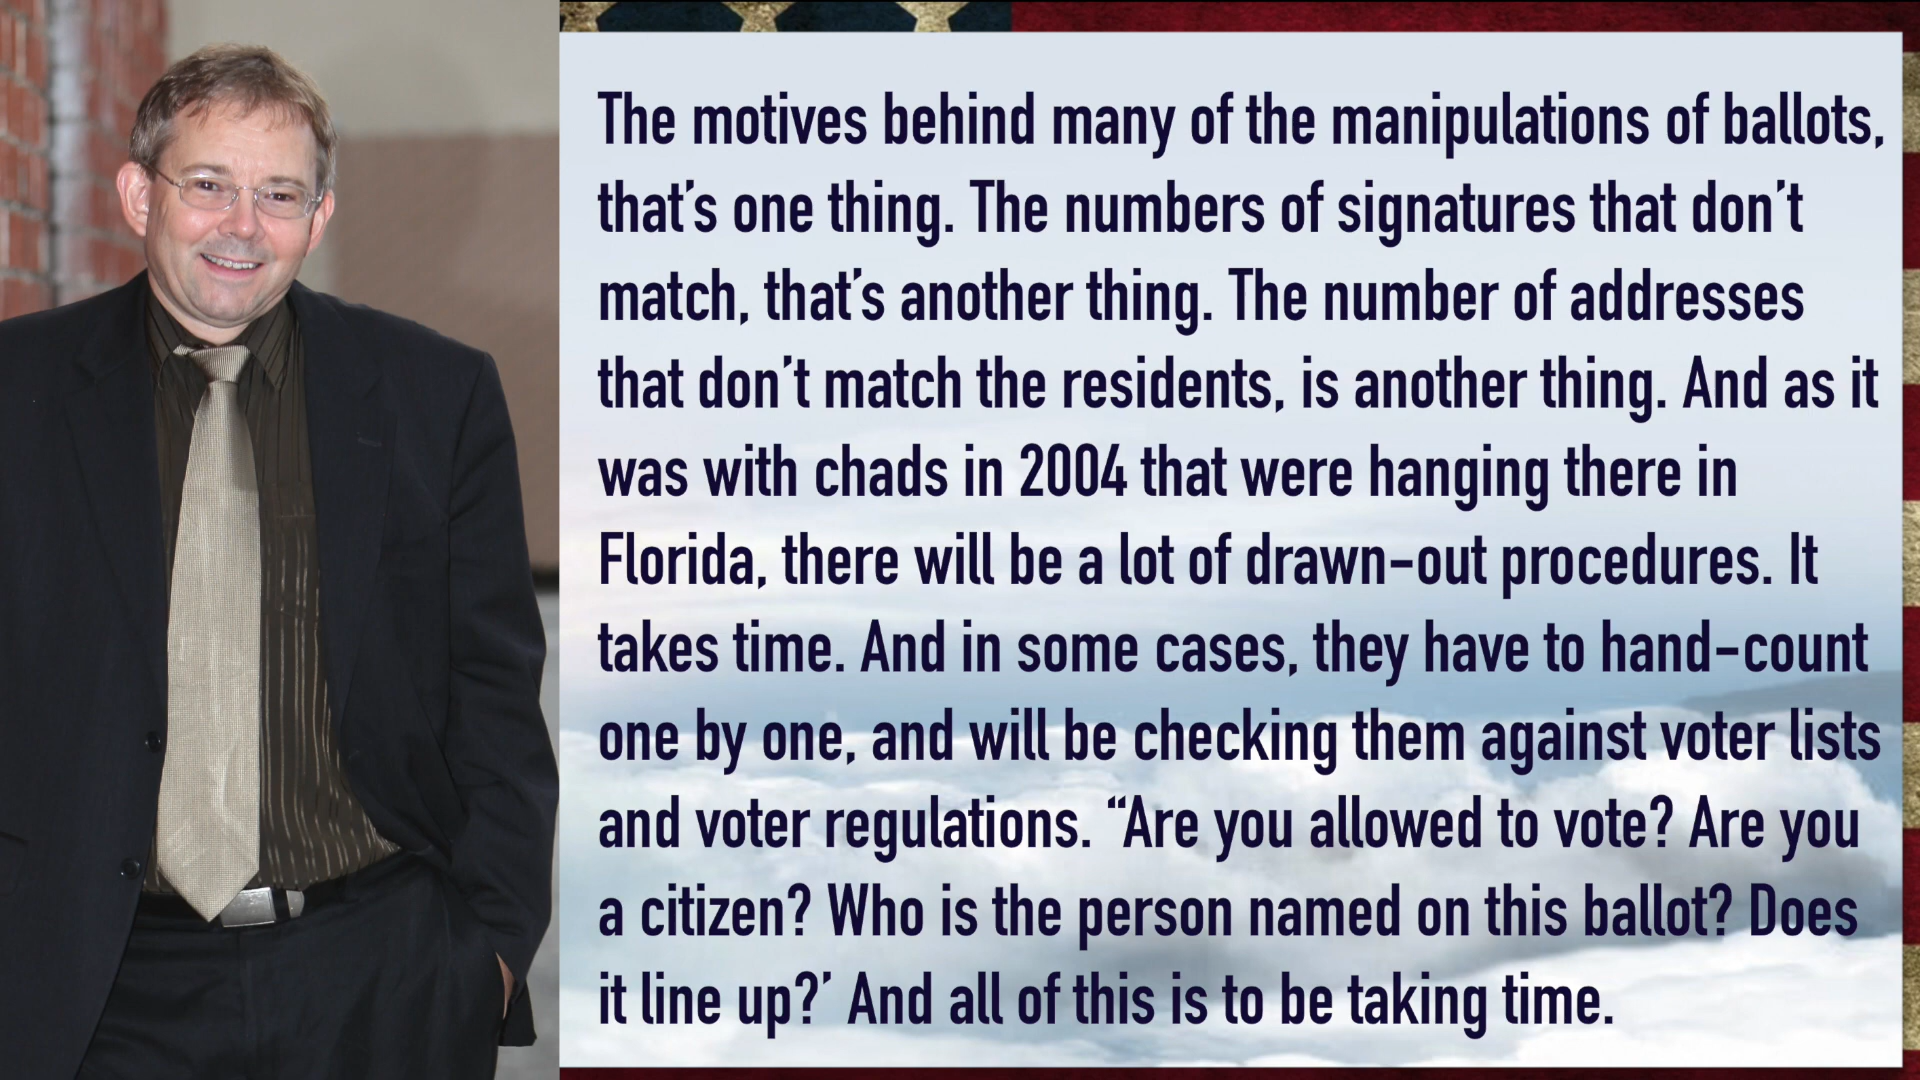 The motives behind many of the manipulations of ballots,
that's one thing. The numbers of signatures that don't
match, that's another thing. The number of addresses
that don't match the residents, is another thing. And as it
was with chads in 2004 that were hanging there in
Florida, there will be a lot of drawn-out procedures. It
takes time. And in some cases, they have to hand-count
one by one, and will be checking them against voter lists
and voter regulations. “Are you allowed to vote? Are you
a citizen? Who is the person named on this ballot? Does
it line up?’ And all of this is to be taking time.